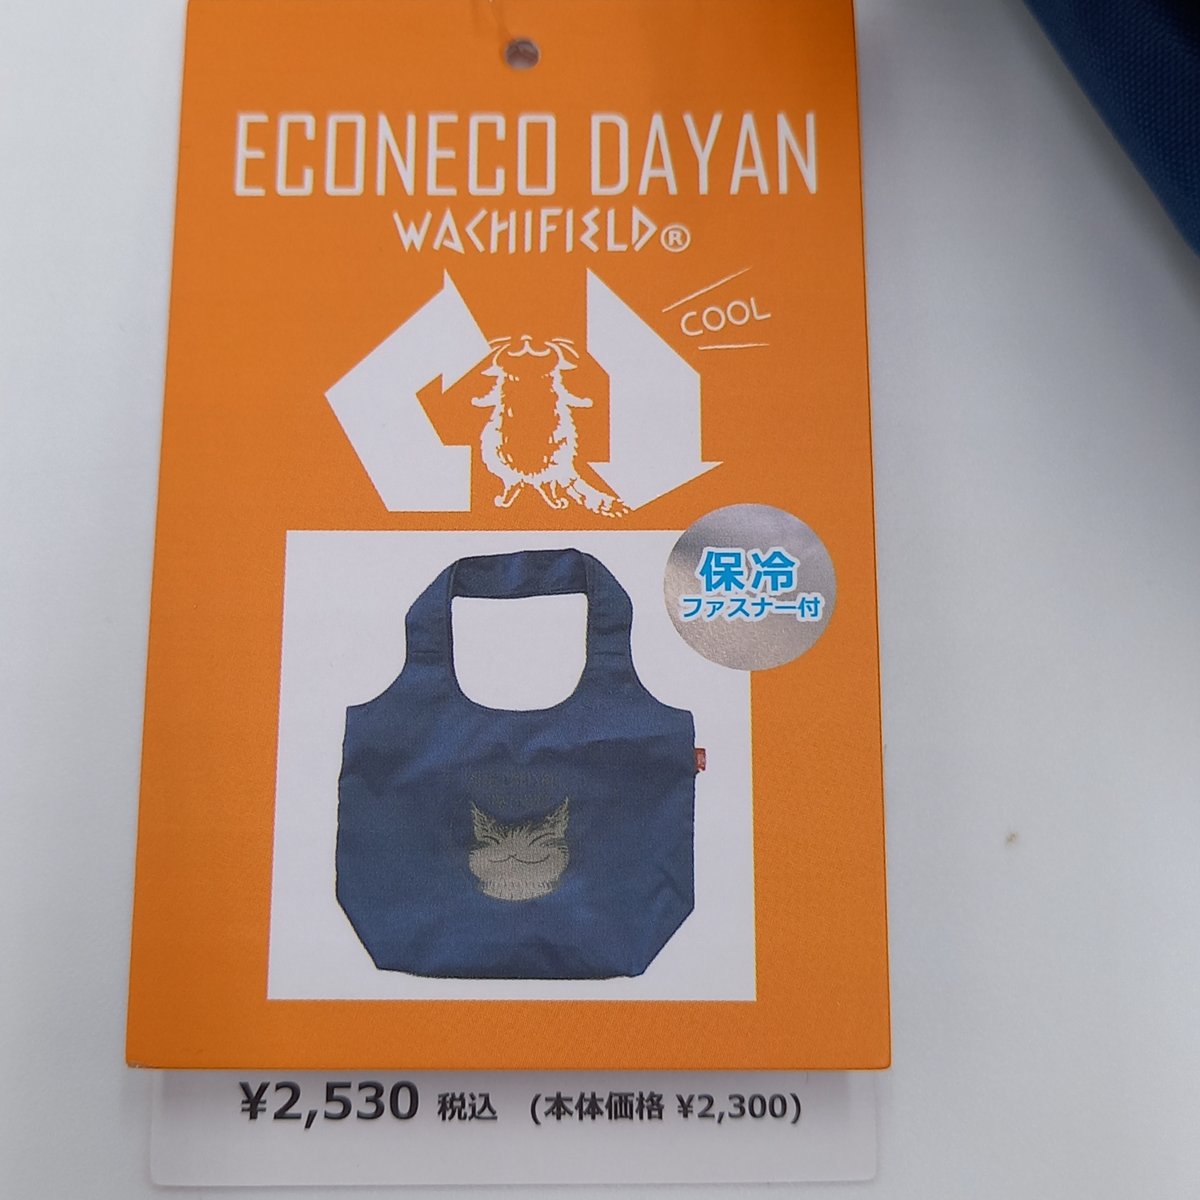 ECONECO DAYAN
WACHIFIELD®
COOL
保冷
ファスナー付
¥2,530 税込 (本体価格 ¥2,300)